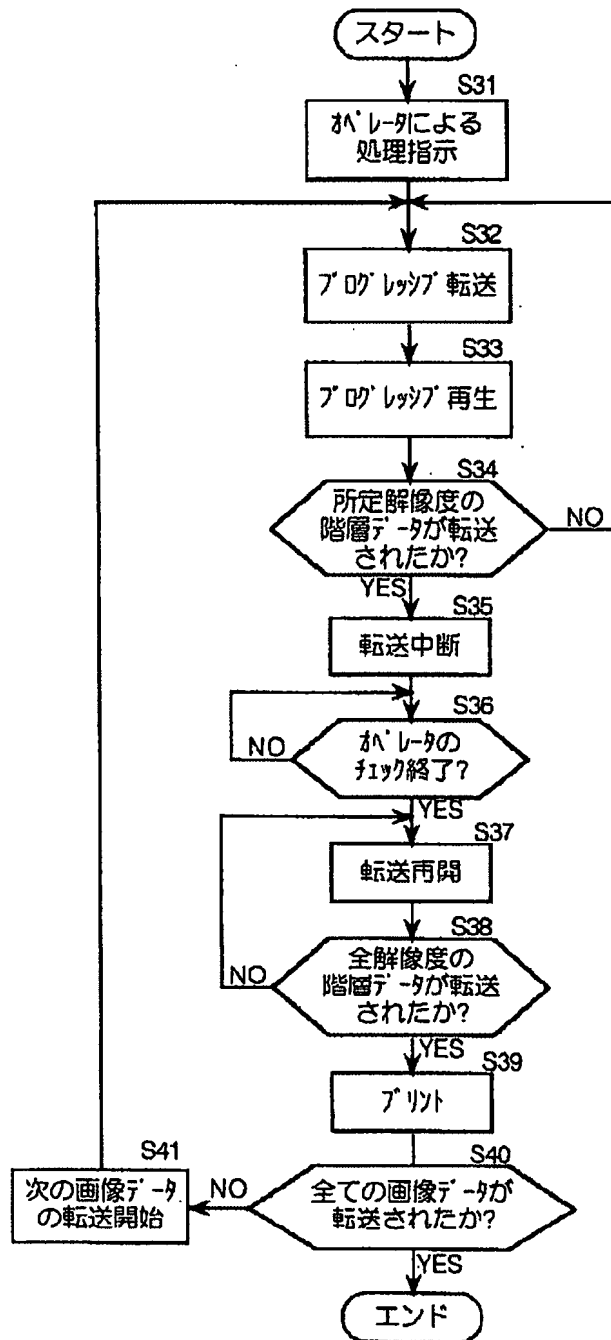 スタート
S31
ｵﾍﾟﾚｰﾀによる
処理指示
S32
ﾌﾟﾛｸﾞﾚｯｼﾌﾞ転送
S33
ﾌﾟﾛｸﾞﾚｯｼﾌﾞ再生
S34
所定解像度の
階層ﾃﾞｰﾀが転送
されたか?
NO
YES
S35
転送中断
S36
ｵﾍﾟﾚｰﾀの
ﾁｪｯｸ終了?
NO
YES
S37
転送再開
S38
全解像度の
階層ﾃﾞｰﾀが転送
されたか?
NO
YES
S39
ﾌﾟﾘﾝﾄ
S40
全ての画像ﾃﾞｰﾀが
転送されたか?
NO
S41
次の画像ﾃﾞｰﾀ
の転送開始
YES
エンド